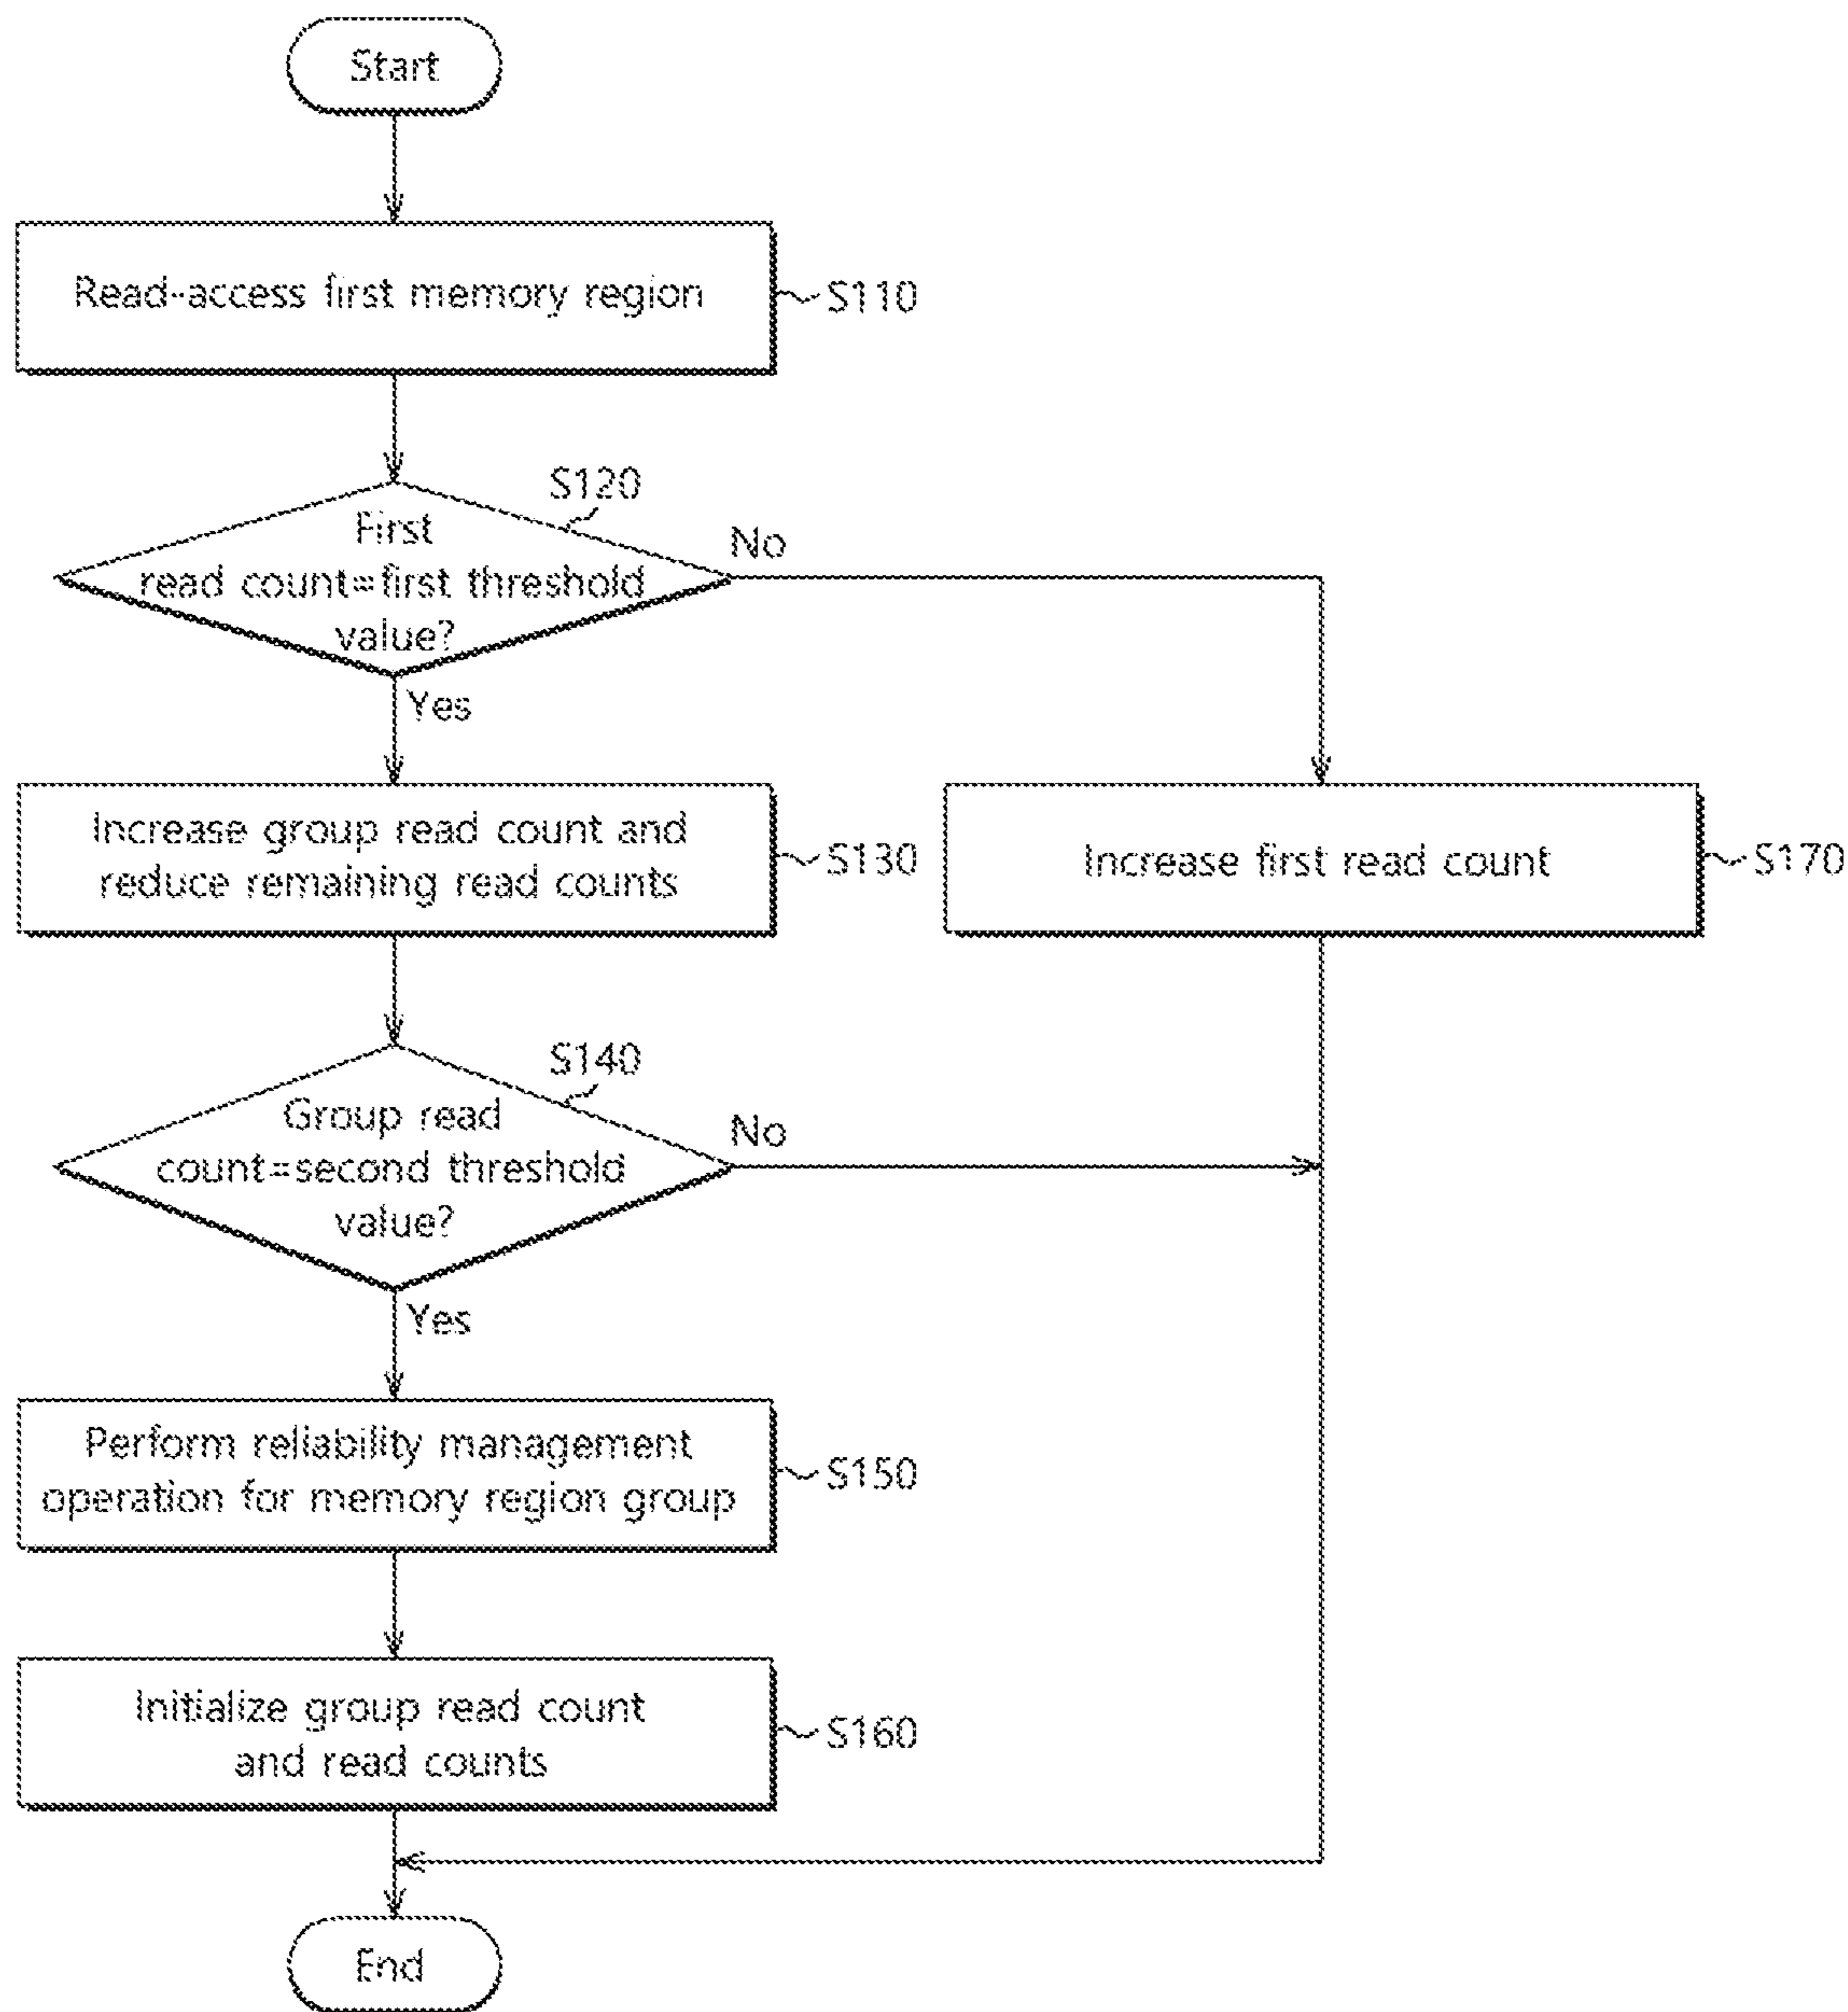 Start
Read-access first memory region
S110
S120
First
read count=first threshold
value?
No
Yes
Increase group read count and
reduce remaining read counts
S130
Increase first read count
S170
S140
Group read
count=second threshold
value?
No
Yes
Perform reliability management
operation for memory region group
S150
Initialize group read count
and read counts
S160
End